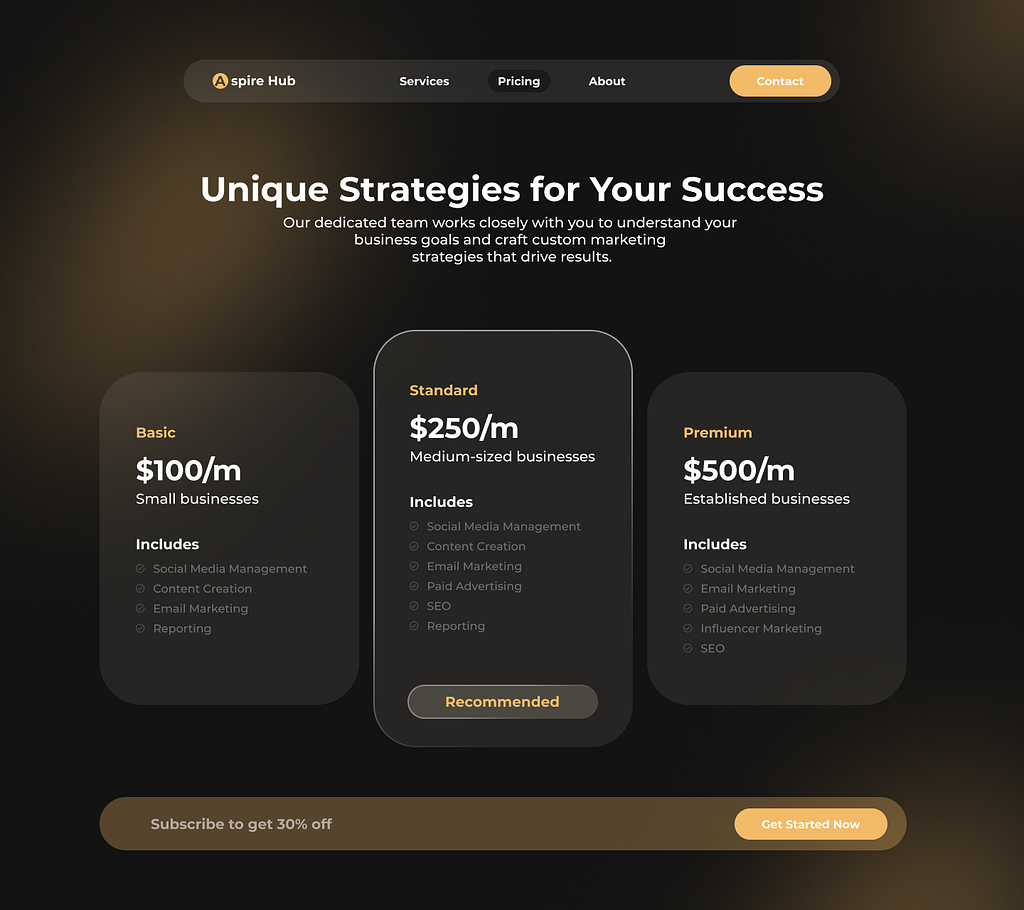 Aspire Hub
Services
Pricing
About
Contact
Unique Strategies for Your Success
Our dedicated team works closely with you to understand your
business goals and craft custom marketing
strategies that drive results.
Basic
$100/m
Small businesses
Includes
Social Media Management
Content Creation
Email Marketing
Reporting
Standard
$250/m
Medium-sized businesses
Includes
Social Media Management
Content Creation
Email Marketing
Paid Advertising
SEO
Reporting
Recommended
Premium
$500/m
Established businesses
Includes
Social Media Management
Email Marketing
Paid Advertising
Influencer Marketing
SEO
Subscribe to get 30% off
Get Started Now